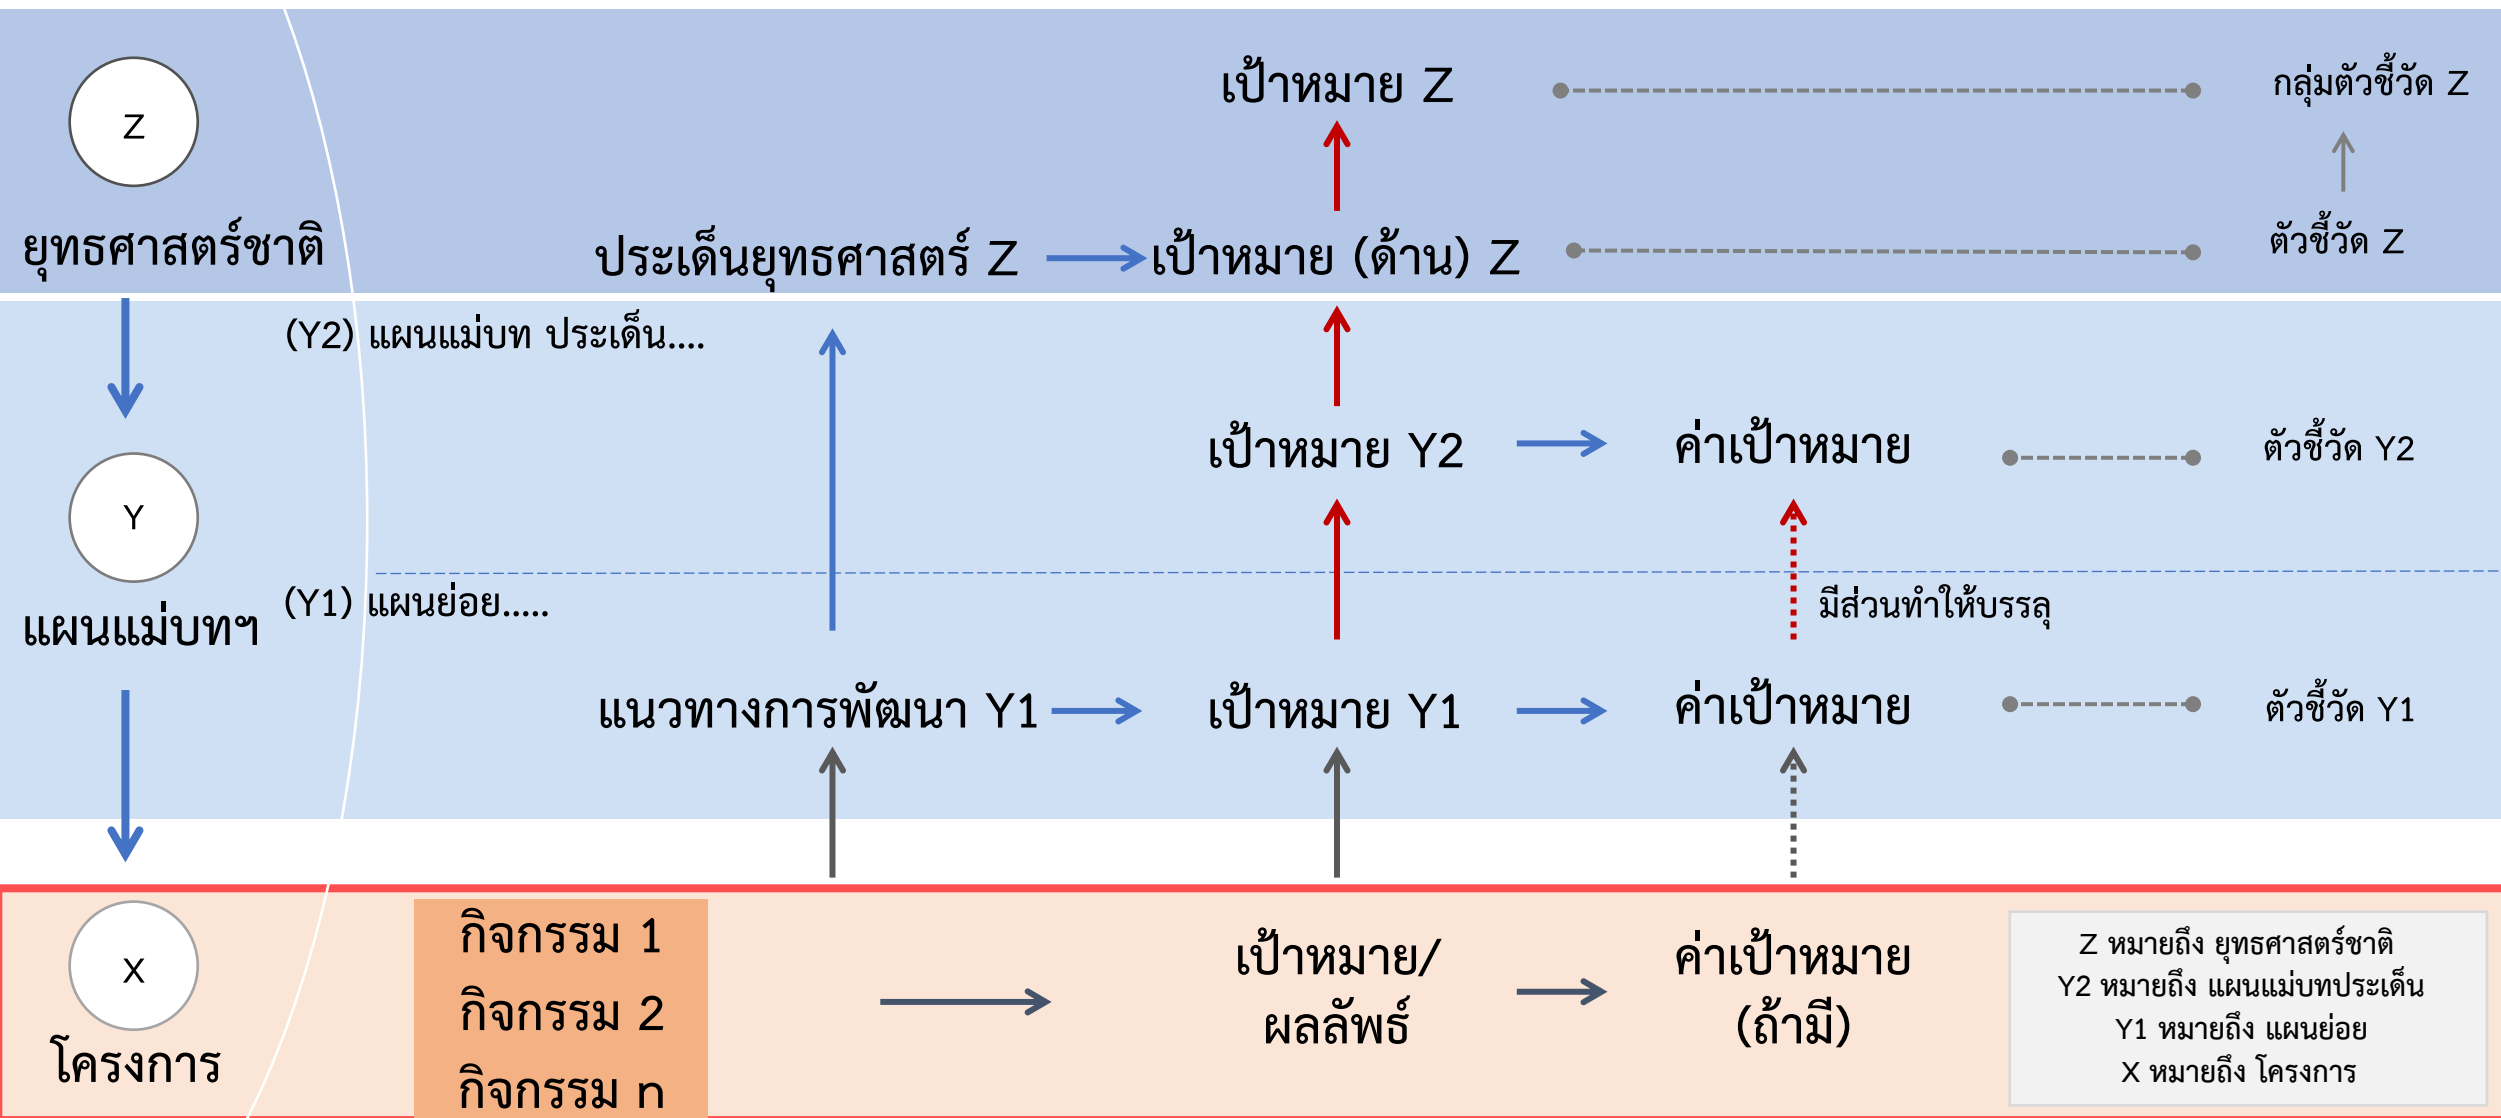 Z
เป้าหมาย Z
กลุ่มตัวชี้วัด Z
ยุทธศาสตร์ชาติ
ประเด็นยุทธศาสตร์ Z
เป้าหมาย (ด้าน) Z
ตัวชี้วัด Z
(Y2) แผนแม่บท ประเด็น....
Y
เป้าหมาย Y2
ค่าเป้าหมาย
ตัวชี้วัด Y2
(Y1) แผนย่อย.....
มีส่วนทำให้บรรลุ
แผนแม่บทฯ
แนวทางการพัฒนา Y1
เป้าหมาย Y1
ค่าเป้าหมาย
ตัวชี้วัด Y1
X
โครงการ
กิจกรรม 1
กิจกรรม 2
กิจกรรม n
เป้าหมาย/
ผลลัพธ์
ค่าเป้าหมาย
(ถ้ามี)
Z หมายถึง ยุทธศาสตร์ชาติ
Y2 หมายถึง แผนแม่บทประเด็น
Y1 หมายถึง แผนย่อย
X หมายถึง โครงการ